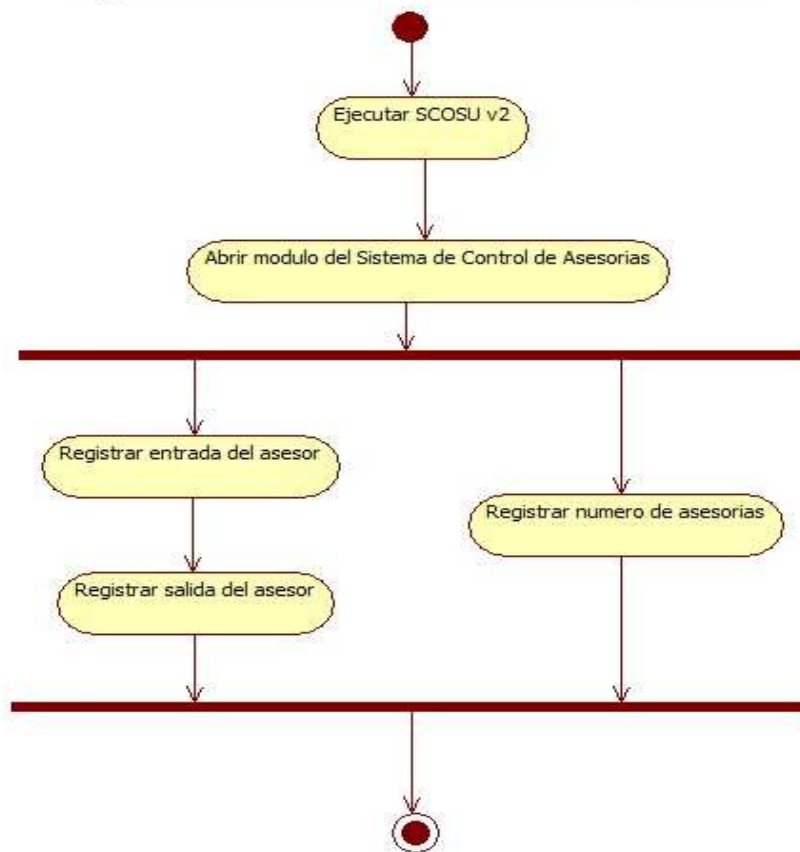 Ejecutar SCOSU v2
Abrir modulo del Sistema de Control de Asesorias
Registrar entrada del asesor
Registrar numero de asesorias
Registrar salida del asesor